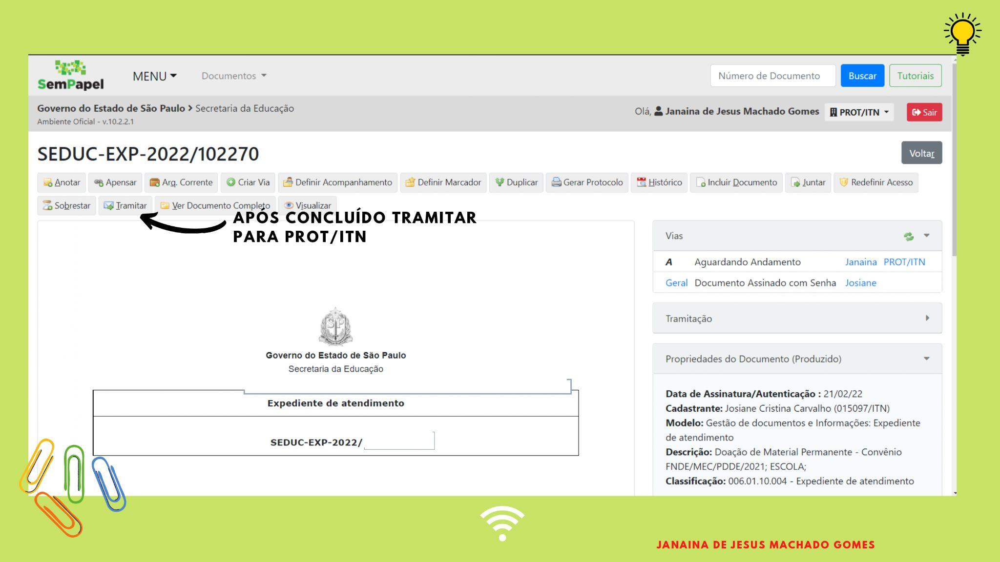 SemPapel
MENU
Documentos
Número de Documento
Buscar
Tutoriais
Governo do Estado de São Paulo > Secretaria da Educação
Ambiente Oficial - v.10.2.2.1
Olá, Janaina de Jesus Machado Gomes
PROT/ITN
Sair
SEDUC-EXP-2022/102270
Voltar
Anotar
Apensar
Arq. Corrente
Criar Via
Definir Acompanhamento
Definir Marcador
Duplicar
Gerar Protocolo
Histórico
Incluir Documento
Juntar
Redefinir Acesso
Sobrestar
Tramitar
Ver Documento Completo
Visualizar
APÓS CONCLUÍDO TRAMITAR
PARA PROT/ITN
SP
Governo do Estado de São Paulo
Secretaria da Educação
Expediente de atendimento
SEDUC-EXP-2022/
Vias
A Aguardando Andamento Janaina PROT/ITN
Geral Documento Assinado com Senha Josiane
Tramitação
Propriedades do Documento (Produzido)
Data de Assinatura/Autenticação : 21/02/22
Cadastrante: Josiane Cristina Carvalho (015097/ITN)
Modelo: Gestão de documentos e Informações: Expediente
de atendimento
Descrição: Doação de Material Permanente - Convênio
FNDE/MEC/PDDE/2021; ESCOLA;
Classificação: 006.01.10.004 - Expediente de atendimento
JANAINA DE JESUS MACHADO GOMES